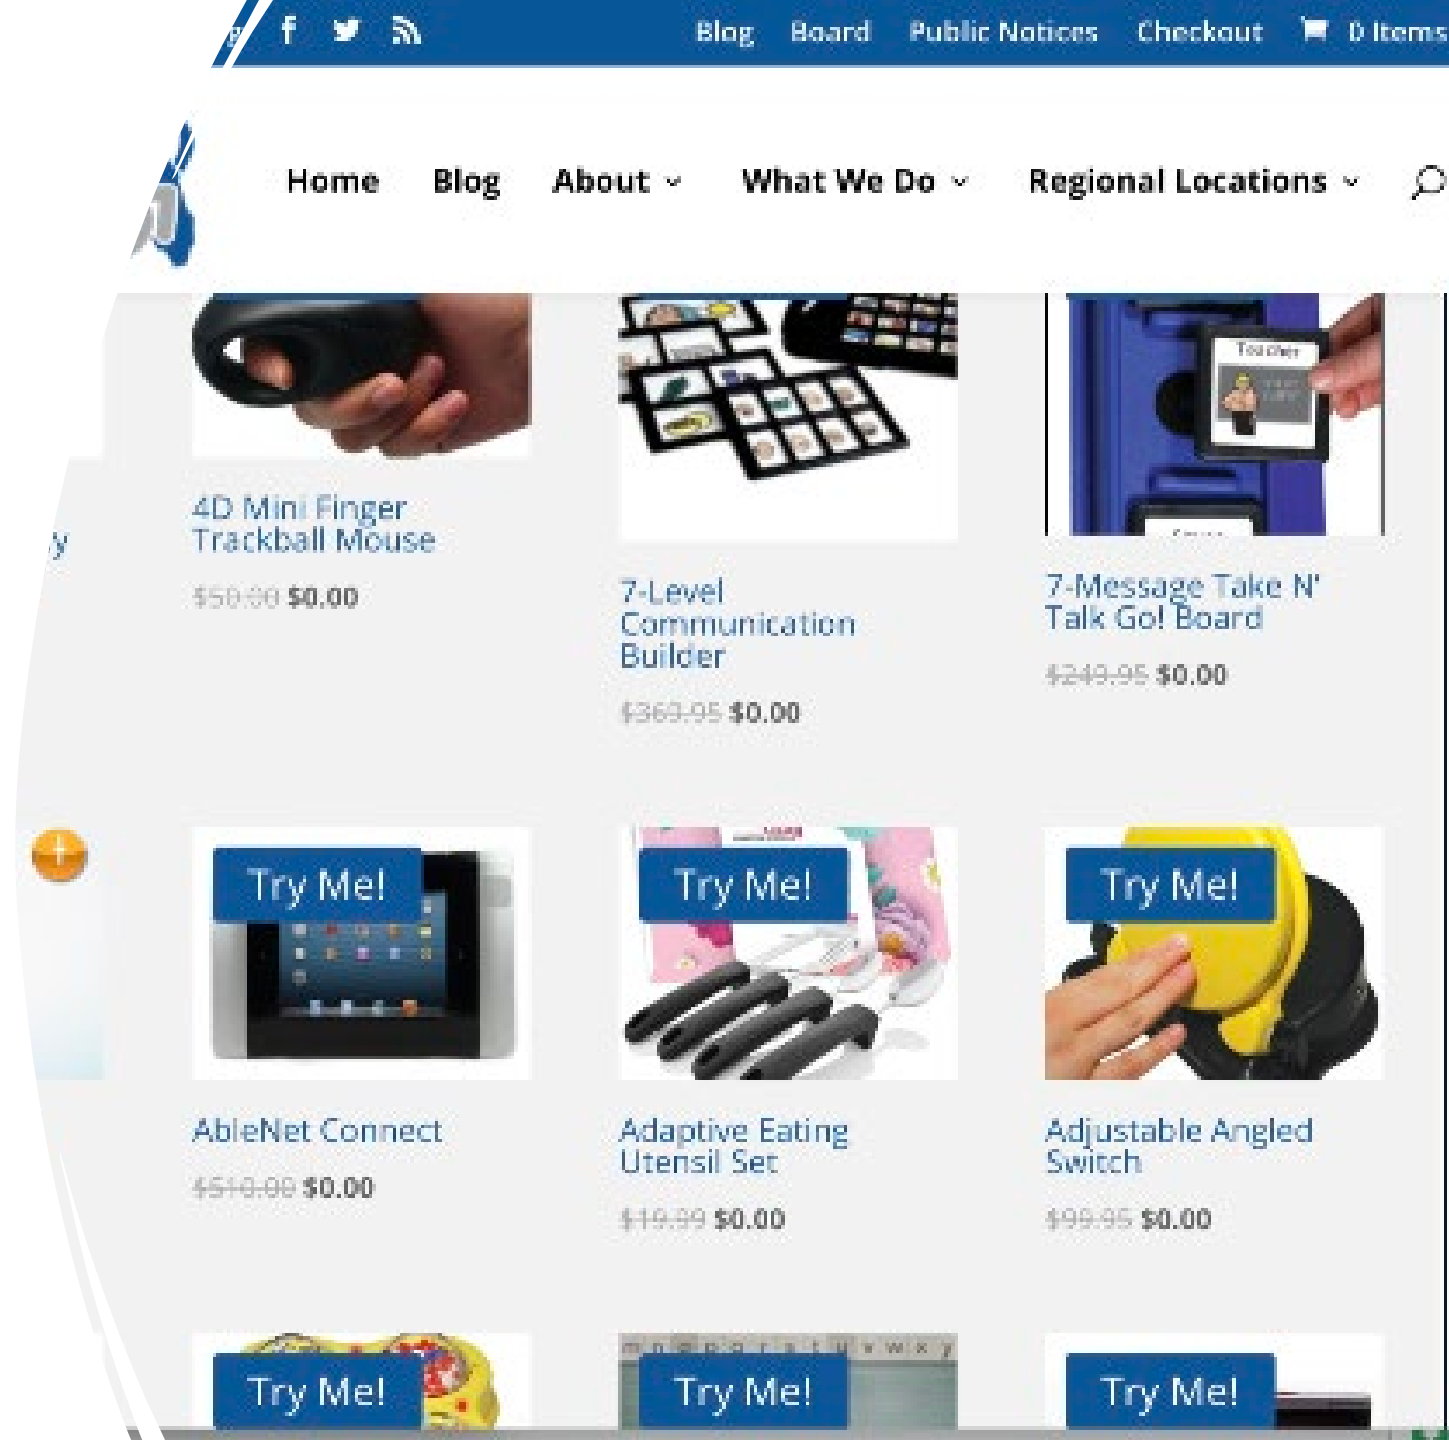 Blog Board Public Notices Checkout 0 Items
Home Blog About What We Do Regional Locations
Teacher
4D Mini Finger
Trackball Mouse
$50.00 $0.00
7-Level
Communication
Builder
$369.95 $0.00
7-Message Take N'
Talk Go! Board
$249.95 $0.00
y
Try Me!
Try Me!
Try Me!
AbleNet Connect
$510.00 $0.00
Adaptive Eating
Utensil Set
$19.99 $0.00
Adjustable Angled
Switch
$99.95 $0.00
m n o p q r s t u v w x y
Try Me!
Try Me!
Try Me!